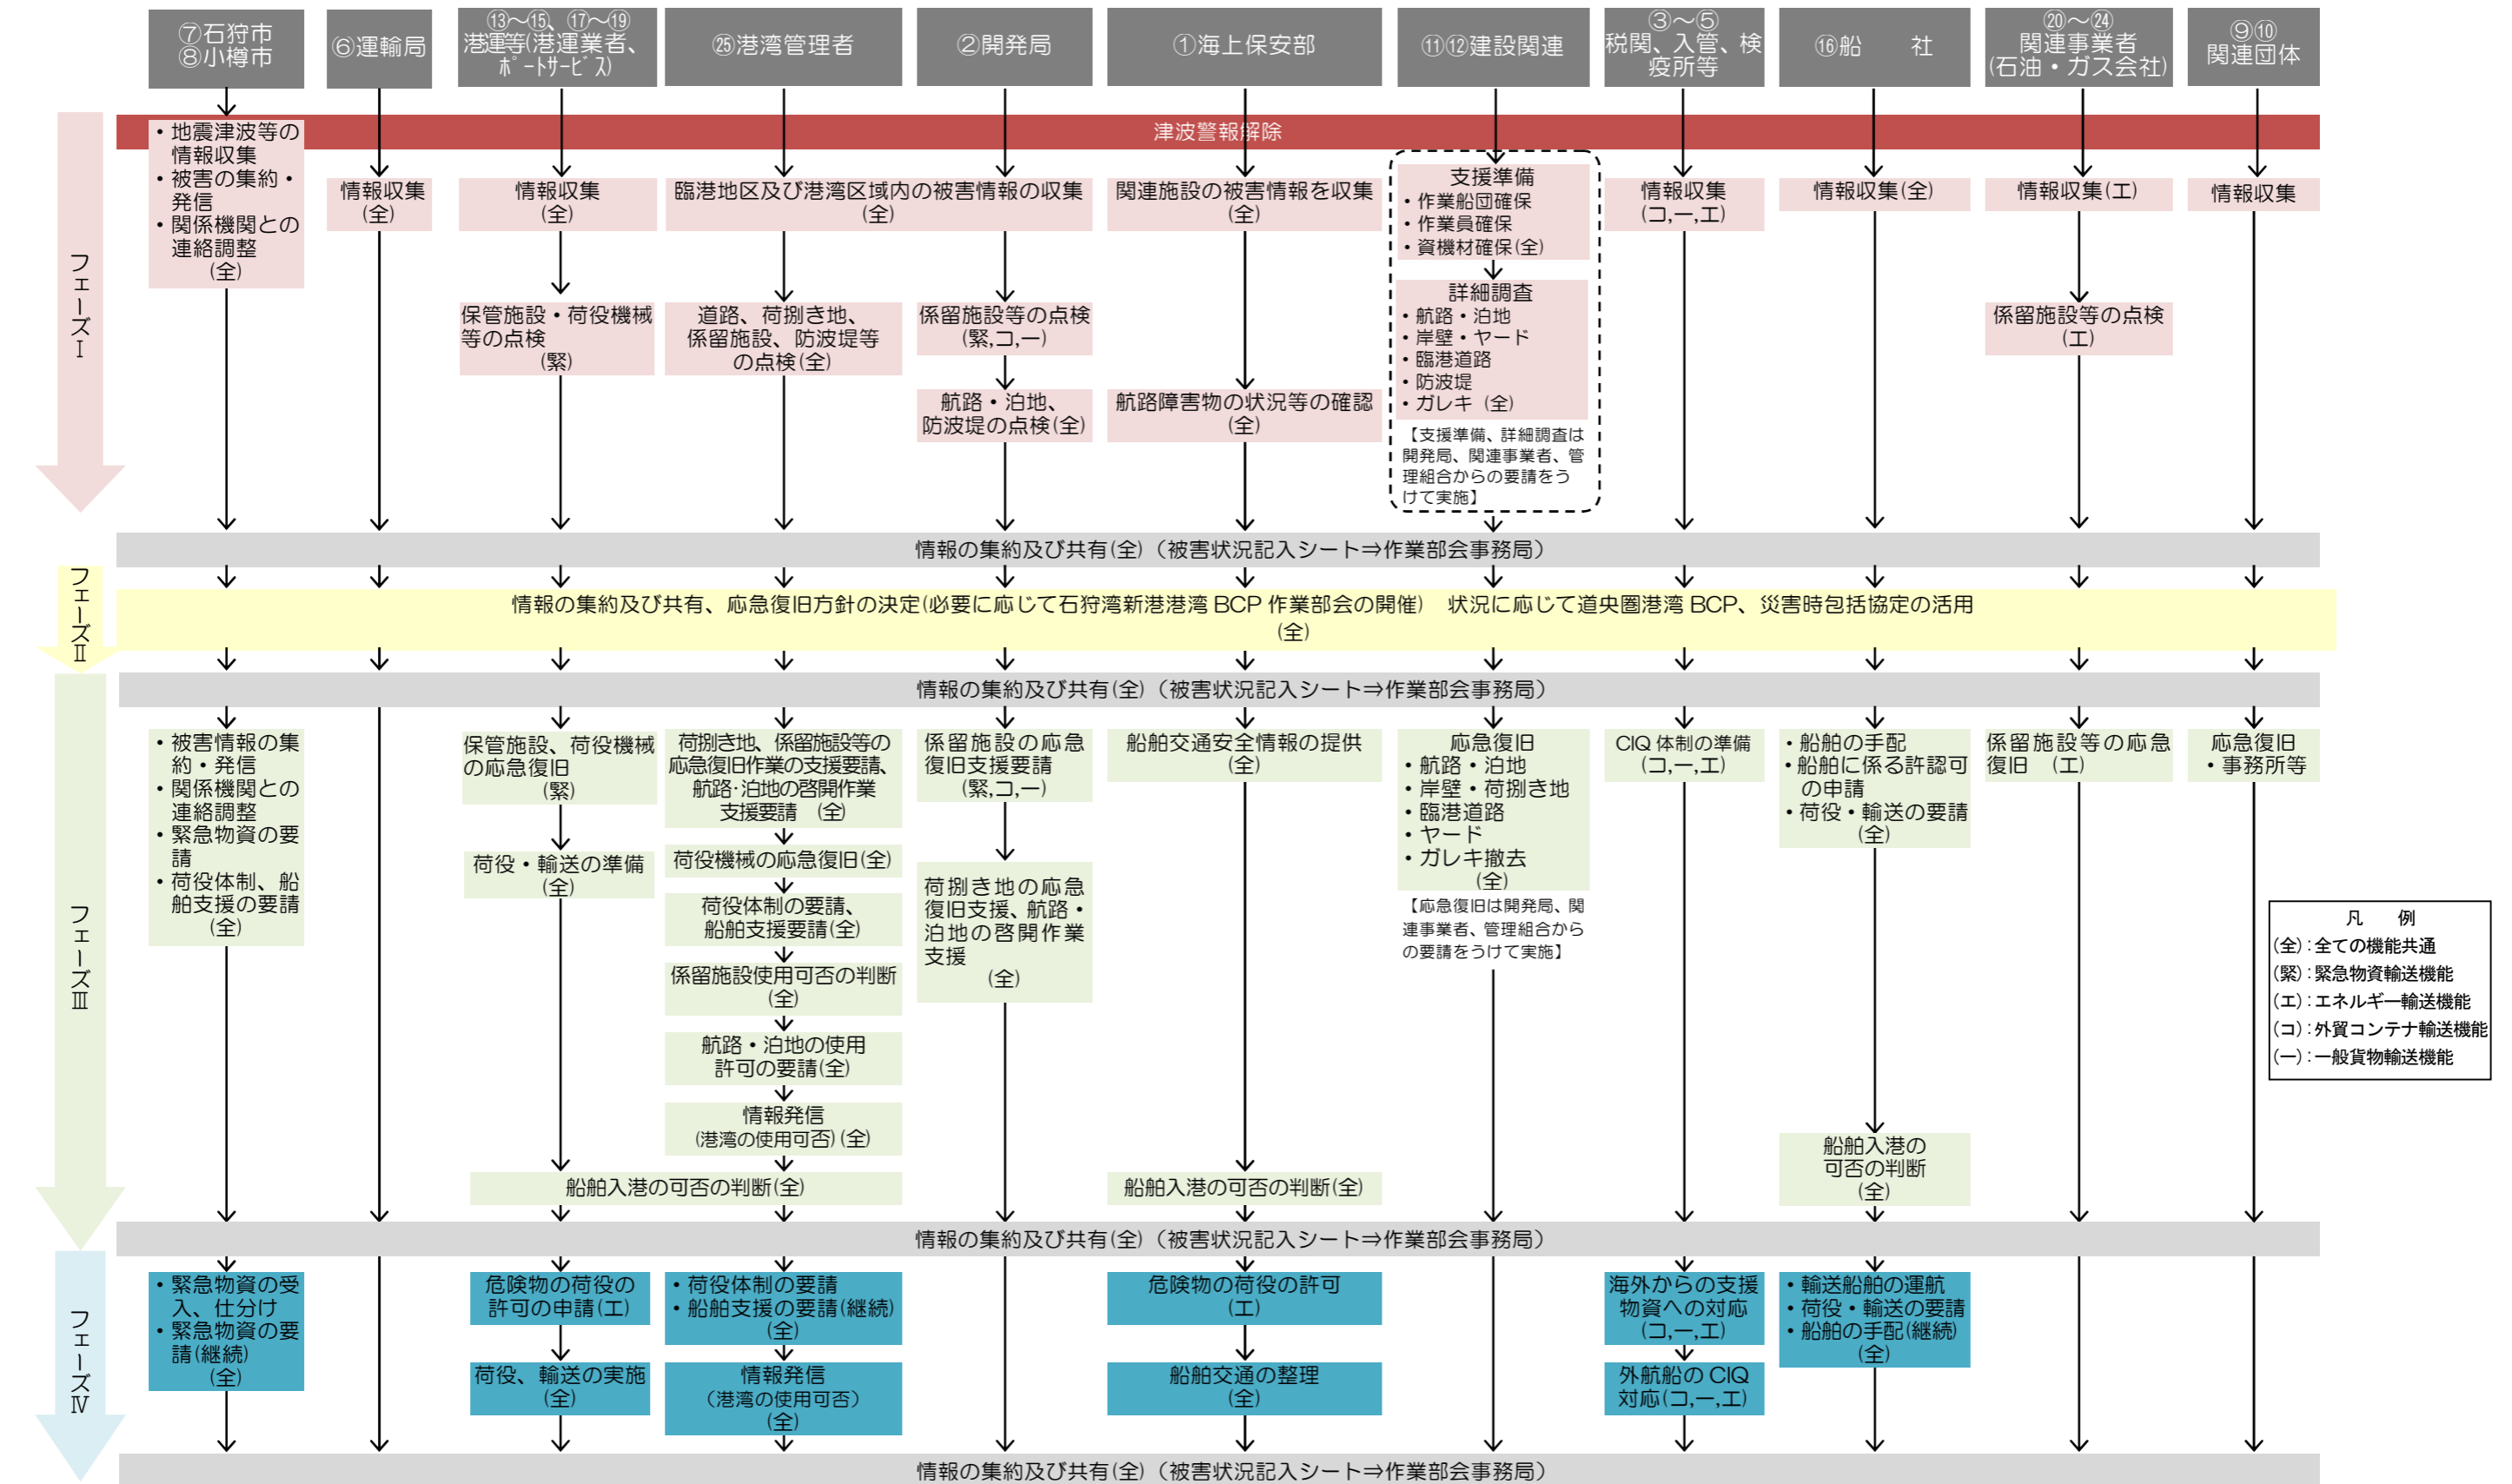 ⑦石狩市
⑧小樽市
⑥運輸局
⑬～⑮、⑰～⑲
港運等(港運業者、
ﾎﾟｰﾄｻｰﾋﾞｽ)
㉕港湾管理者
②開発局
①海上保安部
⑪⑫建設関連
③～⑤
税関、入管、検
疫所等
⑯船　　社
⑳～㉔
関連事業者
(石油・ガス会社)
⑨⑩
関連団体
津波警報解除
フェーズⅠ
・地震津波等の
情報収集
・被害の集約・
発信
・関係機関との
連絡調整
(全)
情報収集
(全)
情報収集
(全)
臨港地区及び港湾区域内の被害情報の収集
(全)
関連施設の被害情報を収集
(全)
支援準備
・作業船団確保
・作業員確保
・資機材確保(全)
情報収集
(コ,一,エ)
情報収集(全)
情報収集(エ)
情報収集
保管施設・荷役機械
等の点検
(緊)
道路、荷捌き地、
係留施設、防波堤等
の点検(全)
係留施設等の点検
(緊,コ,一)
航路・泊地、
防波堤の点検(全)
航路障害物の状況等の確認
(全)
詳細調査
・航路・泊地
・岸壁・ヤード
・臨港道路
・防波堤
・ガレキ (全)
【支援準備、詳細調査は
開発局、関連事業者、管
理組合からの要請をう
けて実施】
係留施設等の点検
(エ)
情報の集約及び共有(全)（被害状況記入シート⇒作業部会事務局）
フェーズⅡ
情報の集約及び共有、応急復旧方針の決定(必要に応じて石狩湾新港港湾 BCP 作業部会の開催)　状況に応じて道央圏港湾 BCP、災害時包括協定の活用
(全)
情報の集約及び共有(全)（被害状況記入シート⇒作業部会事務局）
フェーズⅢ
・被害情報の集
約・発信
・関係機関との
連絡調整
・緊急物資の要
請
・荷役体制、船
舶支援の要請
(全)
保管施設、荷役機械
の応急復旧
(緊)
荷役・輸送の準備
(全)
荷捌き地、係留施設等の
応急復旧作業の支援要請、
航路・泊地の啓開作業
支援要請　(全)
荷役機械の応急復旧(全)
荷役体制の要請、
船舶支援要請(全)
係留施設使用可否の判断
(全)
航路・泊地の使用
許可の要請(全)
情報発信
(港湾の使用可否)(全)
船舶入港の可否の判断(全)
係留施設の応急
復旧支援要請
(緊,コ,一)
荷捌き地の応急
復旧支援、航路・
泊地の啓開作業
支援
(全)
船舶交通安全情報の提供
(全)
船舶入港の可否の判断(全)
応急復旧
・航路・泊地
・岸壁・荷捌き地
・臨港道路
・ヤード
・ガレキ撤去
(全)
【応急復旧は開発局、関
連事業者、管理組合から
の要請をうけて実施】
CIQ 体制の準備
(コ,一,エ)
・船舶の手配
・船舶に係る許認可
の申請
・荷役・輸送の要請
(全)
船舶入港の
可否の判断
(全)
係留施設等の応急
復旧　(エ)
応急復旧
・事務所等
凡　例
(全)：全ての機能共通
(緊)：緊急物資輸送機能
(エ)：エネルギー輸送機能
(コ)：外貿コンテナ輸送機能
(一)：一般貨物輸送機能
情報の集約及び共有(全)（被害状況記入シート⇒作業部会事務局）
フェーズⅣ
・緊急物資の受
入、仕分け
・緊急物資の要
請(継続)
(全)
危険物の荷役の
許可の申請(エ)
荷役、輸送の実施
(全)
・荷役体制の要請
・船舶支援の要請(継続)
(全)
情報発信
（港湾の使用可否）
(全)
危険物の荷役の許可
(エ)
船舶交通の整理
(全)
海外からの支援
物資への対応
(コ,一,エ)
外航船の CIQ
対応(コ,一,エ)
・輸送船舶の運航
・荷役・輸送の要請
・船舶の手配(継続)
(全)
情報の集約及び共有(全)（被害状況記入シート⇒作業部会事務局）